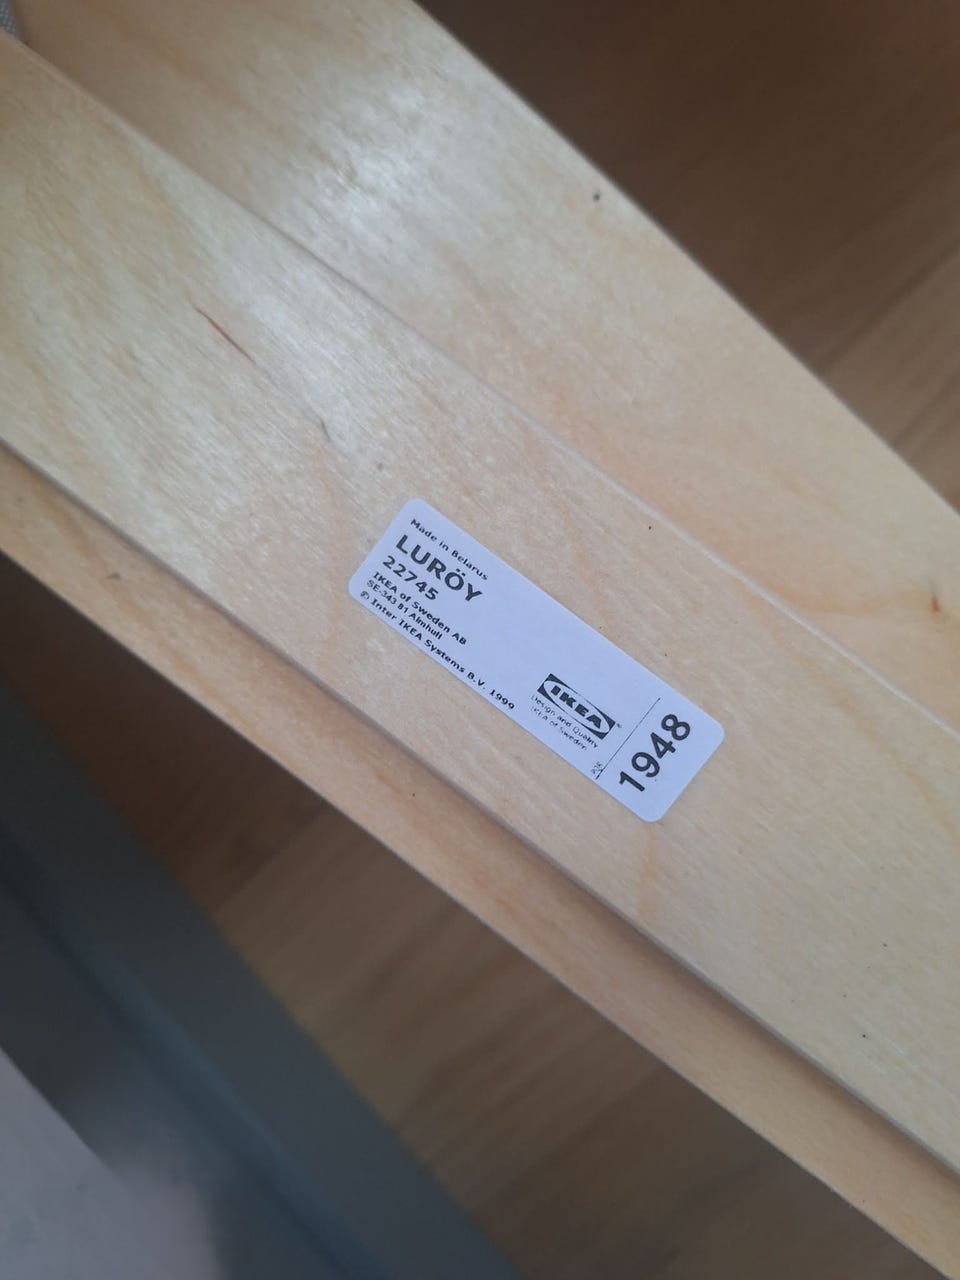 Made in Belarus
LURÖY
22745
IKEA of Sweden AB
SE-343 81 Älmhult
© Inter IKEA Systems B.V. 1999
IKEA®
Design and Quality
IKEA of Sweden
1948